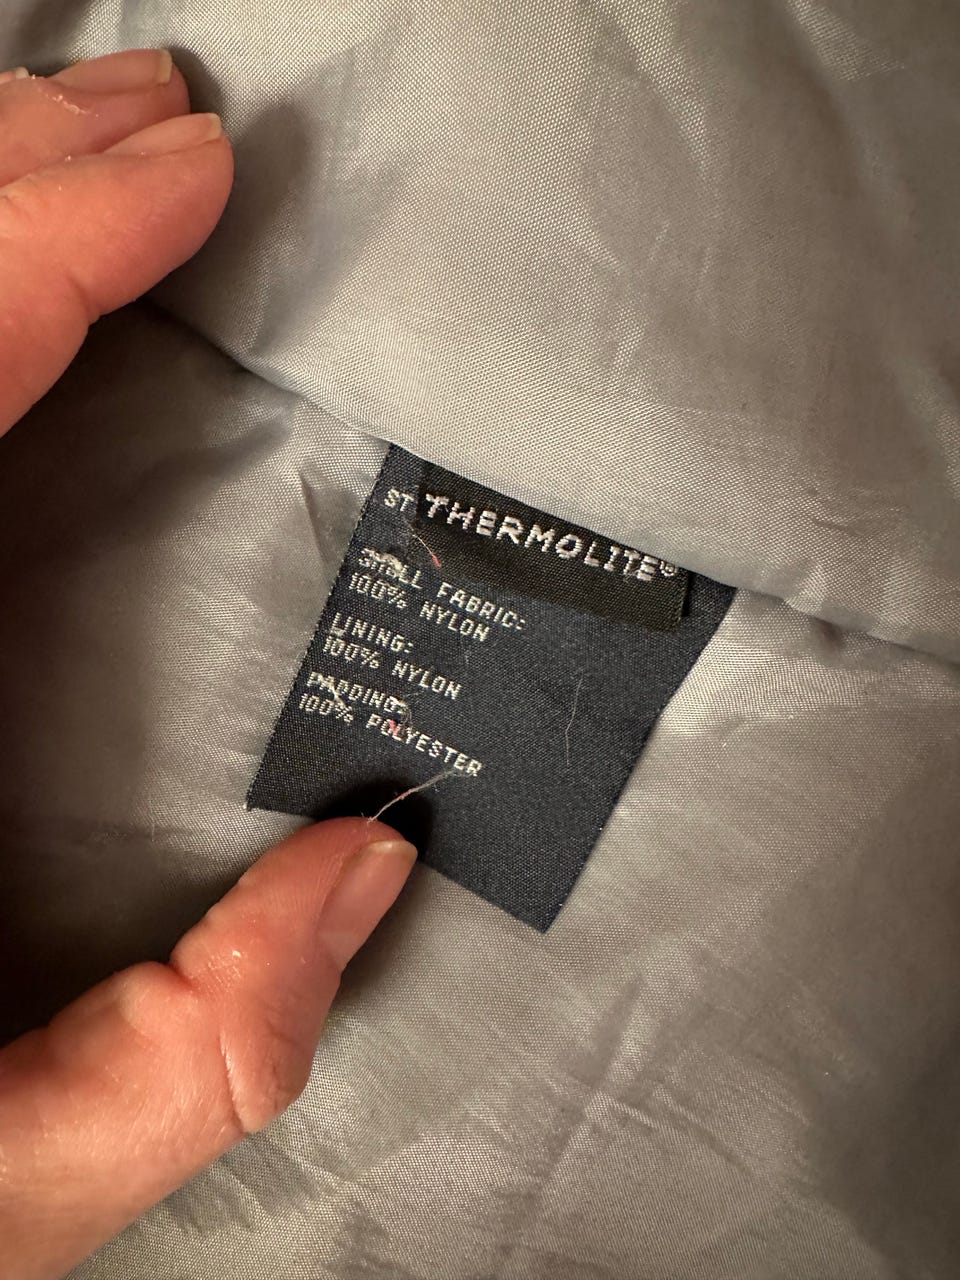 ST THERMOLITE®
SHELL FABRIC:
100% NYLON
LINING:
100% NYLON
PADDING:
100% POLYESTER